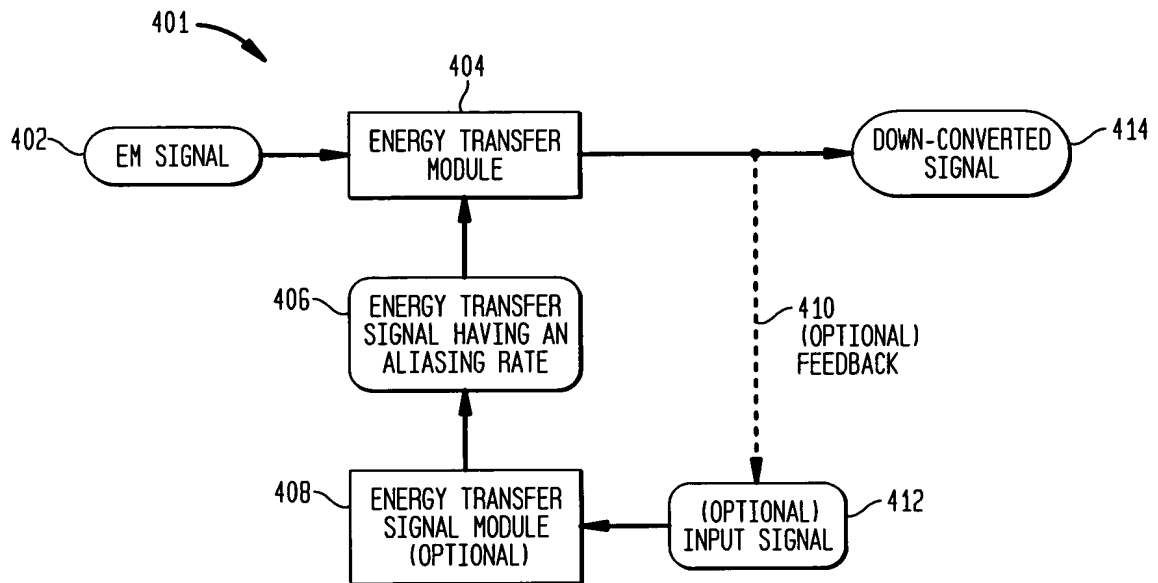 401
404
402
EM SIGNAL
ENERGY TRANSFER
MODULE
DOWN-CONVERTED
SIGNAL
414
406
ENERGY TRANSFER
SIGNAL HAVING AN
ALIASING RATE
410
(OPTIONAL)
FEEDBACK
408
ENERGY TRANSFER
SIGNAL MODULE
(OPTIONAL)
(OPTIONAL)
INPUT SIGNAL
412